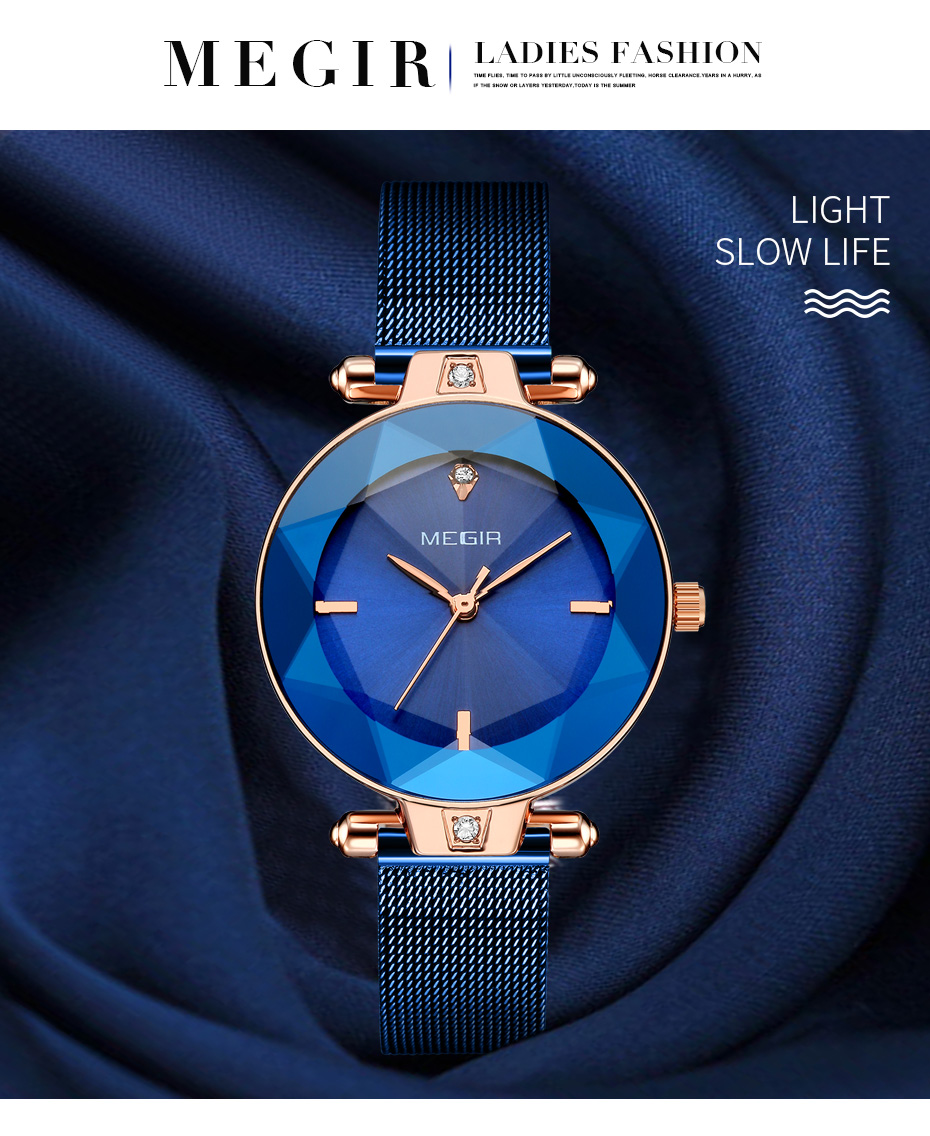 MEGIR
LADIES FASHION
TIME FLIES, TIME TO PASS BY LITTLE UNCONSCIOUSLY FLEETING, HORSE CLEARANCE.YEARS IN A HURRY, AS
IF THE SNOW OR LAYERS YESTERDAY,TODAY IS THE SUMMER
LIGHT
SLOW LIFE
MEGIR